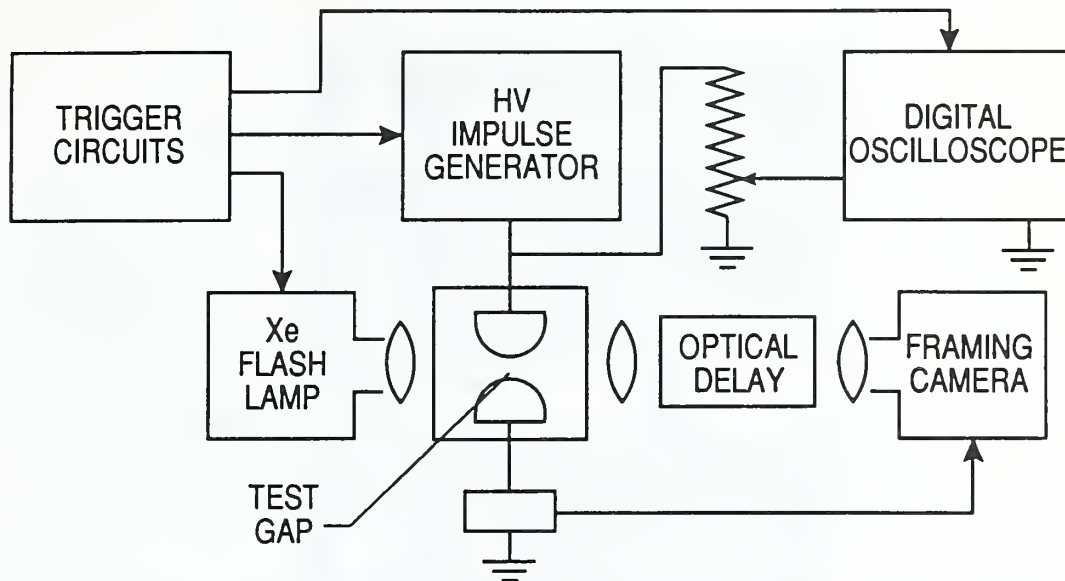 TRIGGER
CIRCUITS
HV
IMPULSE
GENERATOR
DIGITAL
OSCILLOSCOPE
Xe
FLASH
LAMP
OPTICAL
DELAY
FRAMING
CAMERA
TEST
GAP